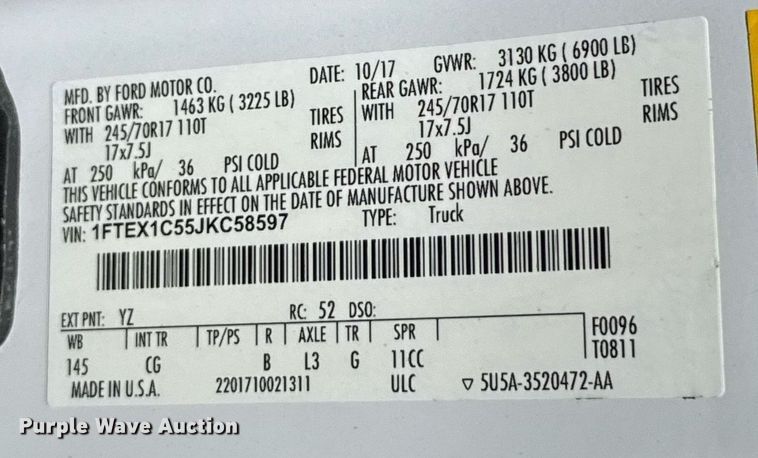 MFD. BY FORD MOTOR CO. DATE: 10/17 GVWR: 3130 KG ( 6900 LB)
FRONT GAWR: 1463 KG ( 3225 LB) REAR GAWR: 1724 KG ( 3800 LB)
WITH 245/70R17 110T TIRES WITH 245/70R17 110T TIRES
17x7.5J RIMS 17x7.5J RIMS
AT 250 kPa/ 36 PSI COLD AT 250 kPa/ 36 PSI COLD
THIS VEHICLE CONFORMS TO ALL APPLICABLE FEDERAL MOTOR VEHICLE
SAFETY STANDARDS IN EFFECT ON THE DATE OF MANUFACTURE SHOWN ABOVE.
VIN: 1FTEX1C55JKC58597 TYPE: Truck
EXT PNT: YZ RC: 52 DSO:
WB INT TR TP/PS R AXLE TR SPR F0096
145 CG B L3 G 11CC T0811
MADE IN U.S.A. 2201710021311 ULC ▽ 5U5A-3520472-AA
Purple Wave Auction